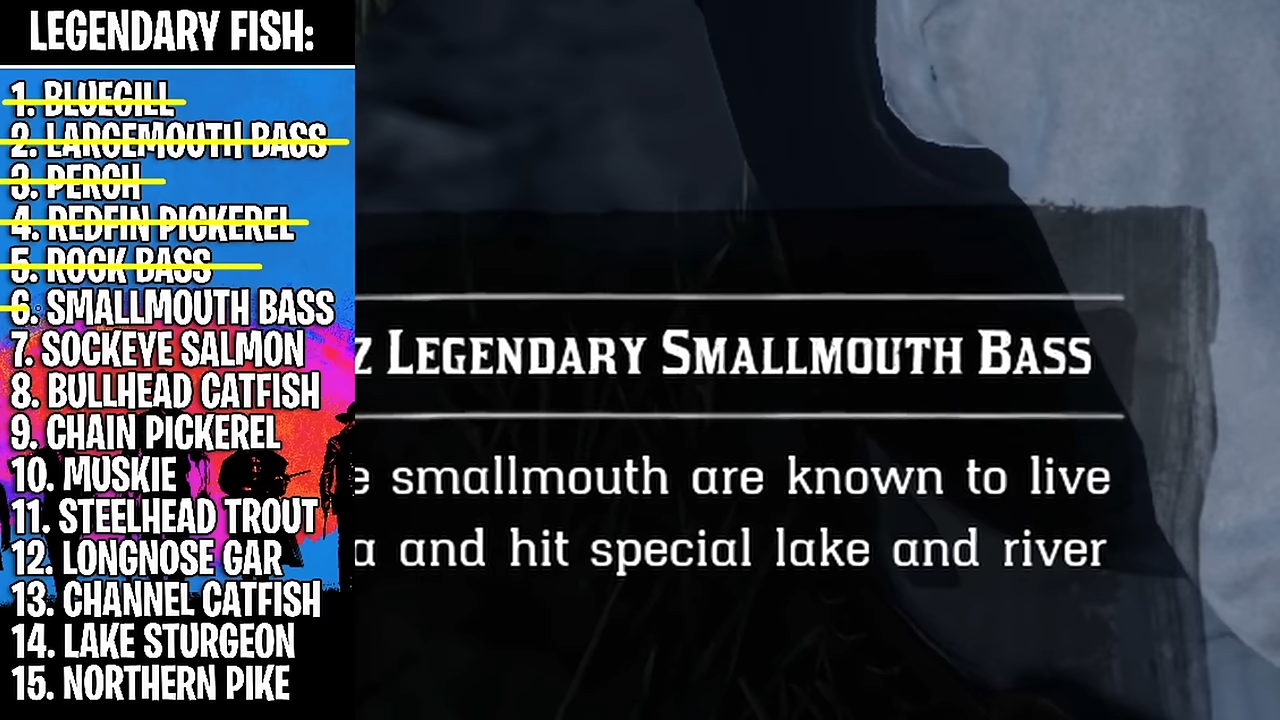 LEGENDARY FISH:
1. BLUEGILL
2. LARGEMOUTH BASS
3. PERCH
4. REDFIN PICKEREL
5. ROCK BASS
6. SMALLMOUTH BASS
7. SOCKEYE SALMON
8. BULLHEAD CATFISH
9. CHAIN PICKEREL
10. MUSKIE
11. STEELHEAD TROUT
12. LONGNOSE GAR
13. CHANNEL CATFISH
14. LAKE STURGEON
15. NORTHERN PIKE
Z LEGENDARY SMALLMOUTH BASS
e smallmouth are known to live
a and hit special lake and river